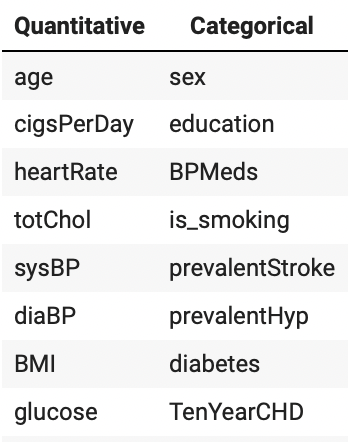 Quantitative Categorical
age sex
cigsPerDay education
heartRate BPMeds
totChol is_smoking
sysBP prevalentStroke
diaBP prevalentHyp
BMI diabetes
glucose TenYearCHD